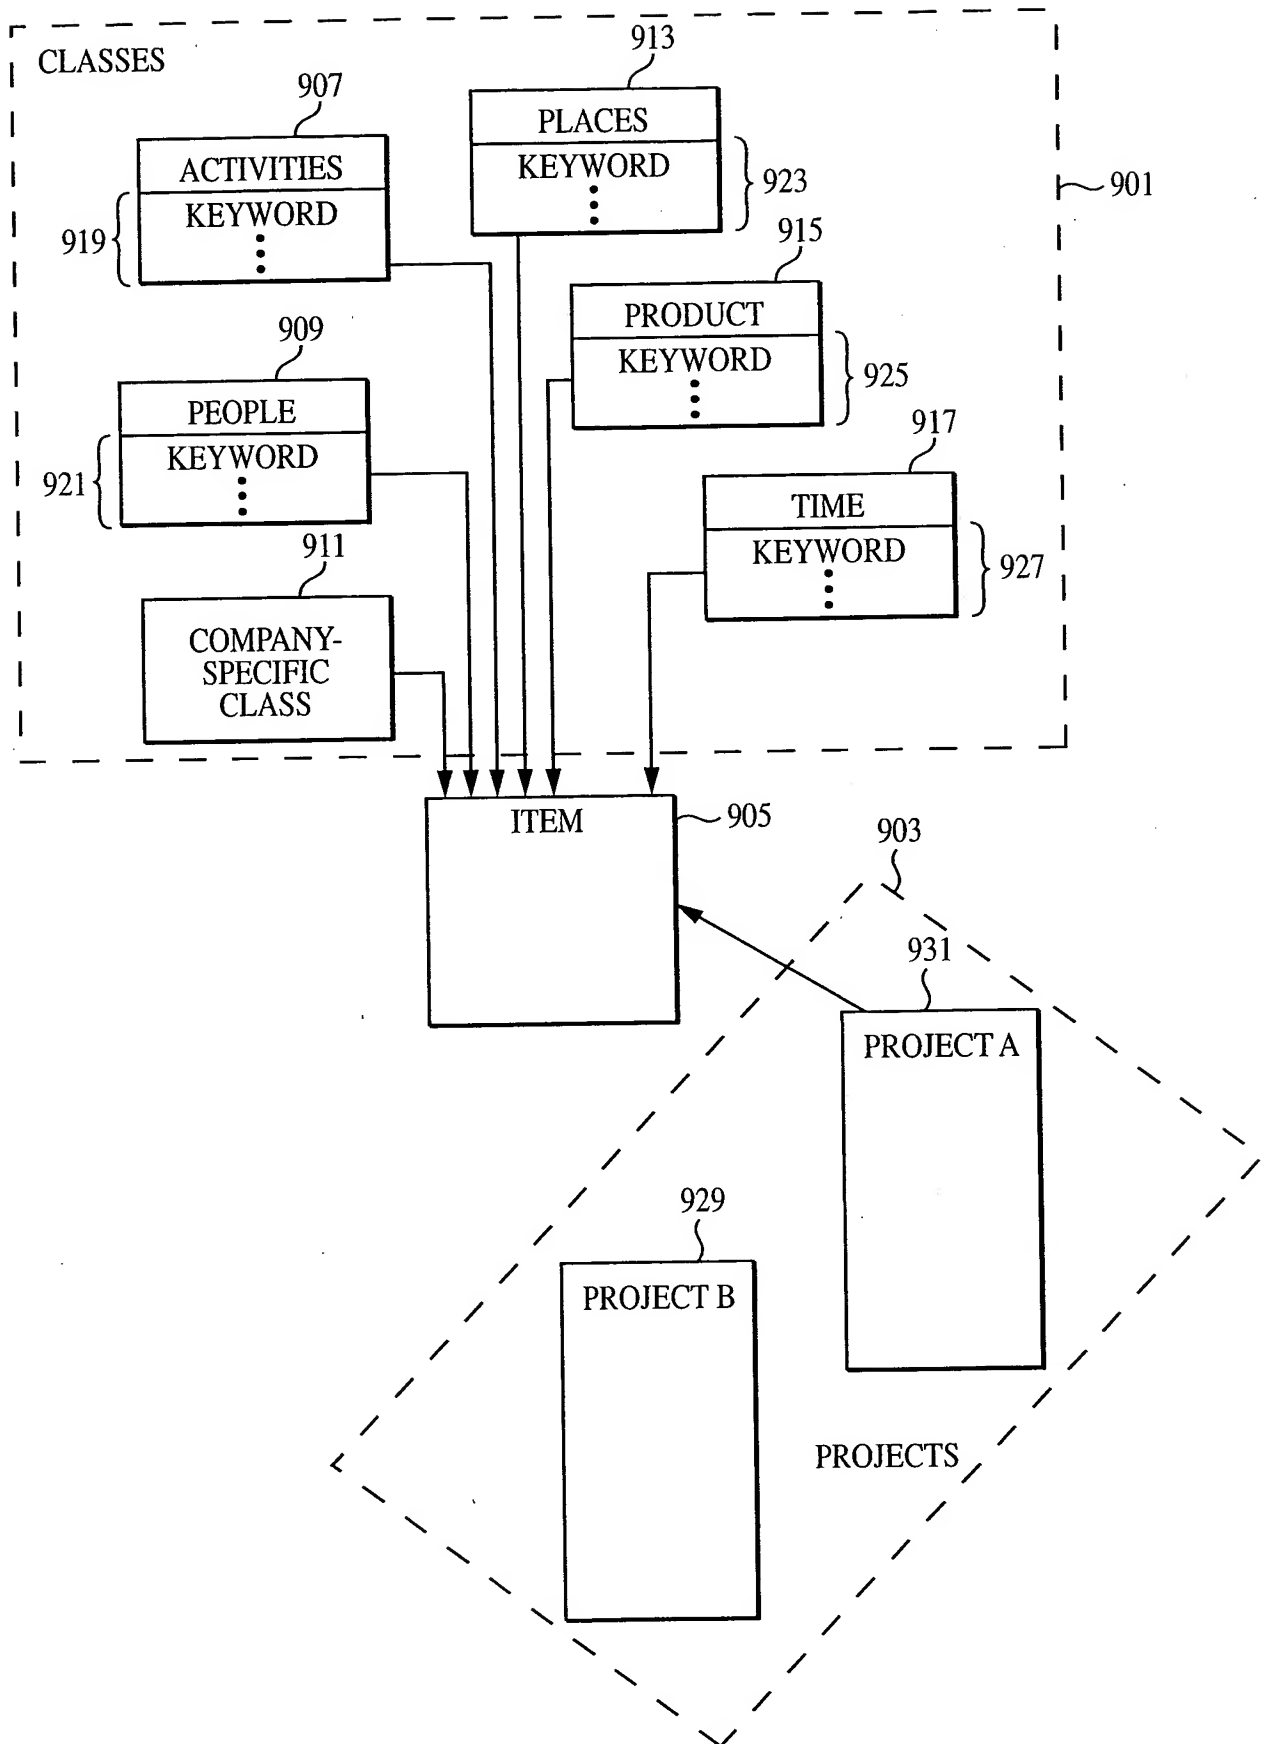 CLASSES
907
ACTIVITIES
KEYWORD
919
913
PLACES
KEYWORD
923
901
915
PRODUCT
KEYWORD
925
909
PEOPLE
KEYWORD
921
917
TIME
KEYWORD
927
911
COMPANY-
SPECIFIC
CLASS
ITEM
905
903
931
PROJECT A
929
PROJECT B
PROJECTS